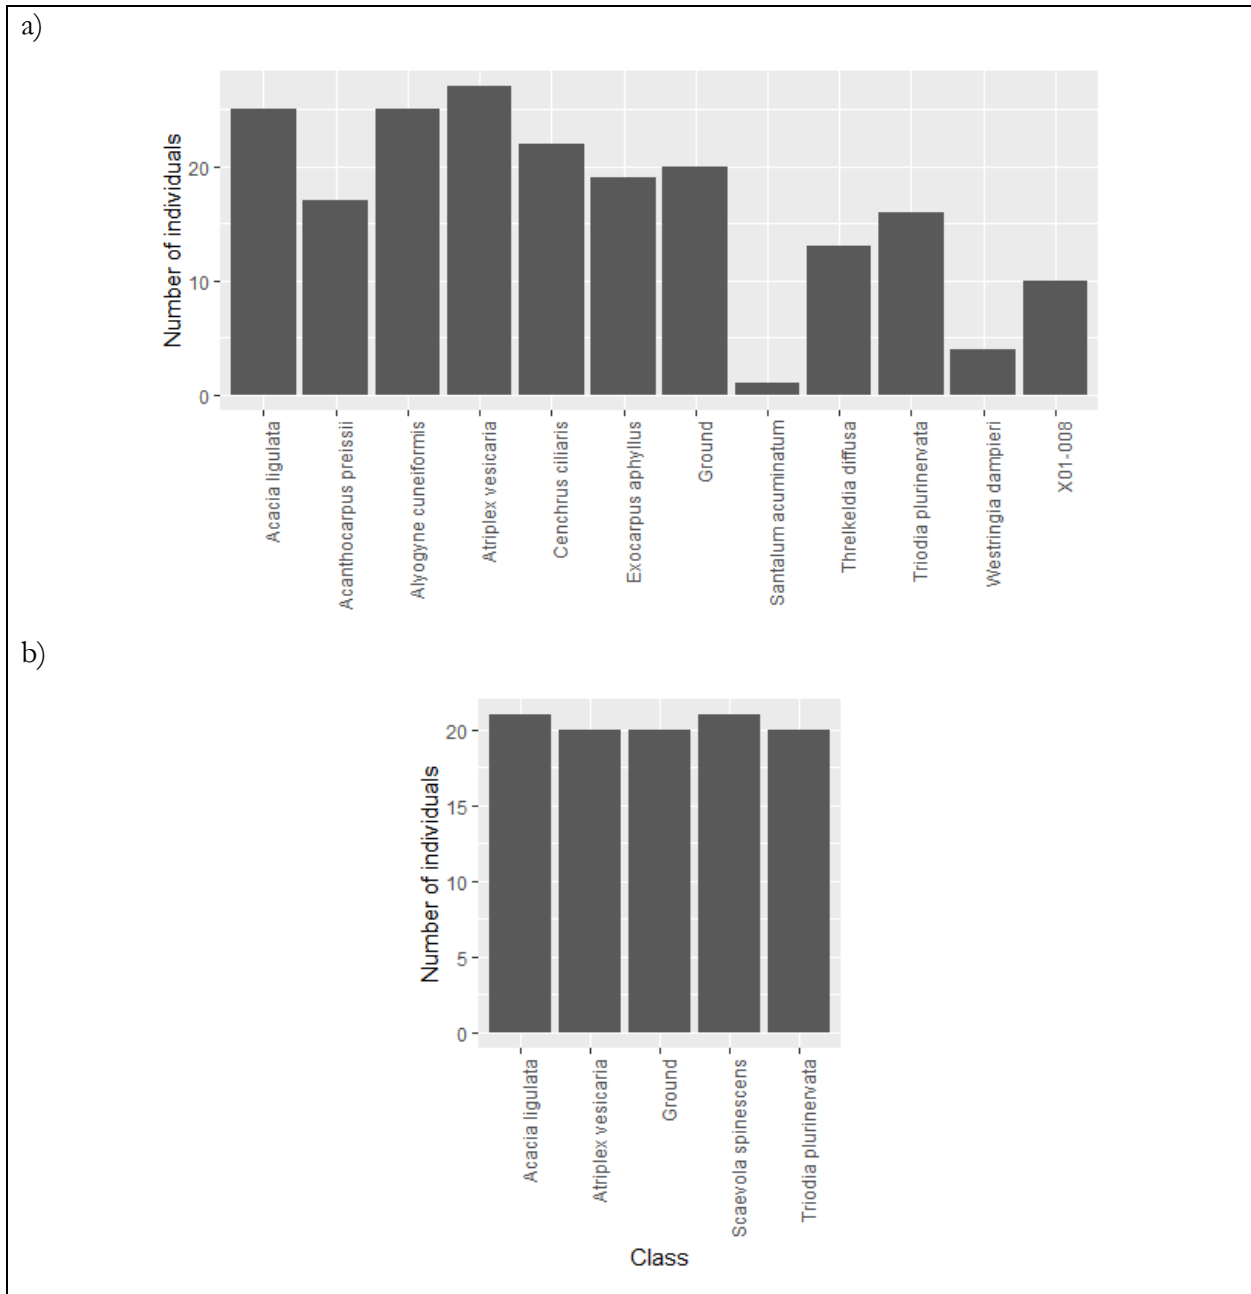 a)
Number of individuals
20
10
0
Acacia ligulata
Acanthocarpus preissii
Alyogyne cuneiformis
Atriplex vesicaria
Cenchrus ciliaris
Exocarpus aphyllus
Ground
Santalum acuminatum
Threlkeldia diffusa
Triodia plurinervata
Westringia dampieri
X01-008
b)
Number of individuals
20
15
10
5
0
Acacia ligulata
Atriplex vesicaria
Ground
Scaevola spinescens
Triodia plurinervata
Class